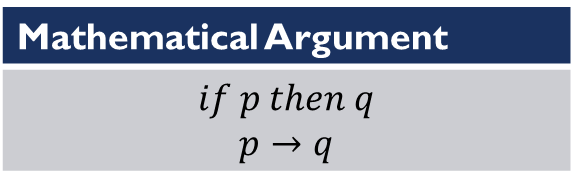 Mathematical Argument
if p then q
p → q